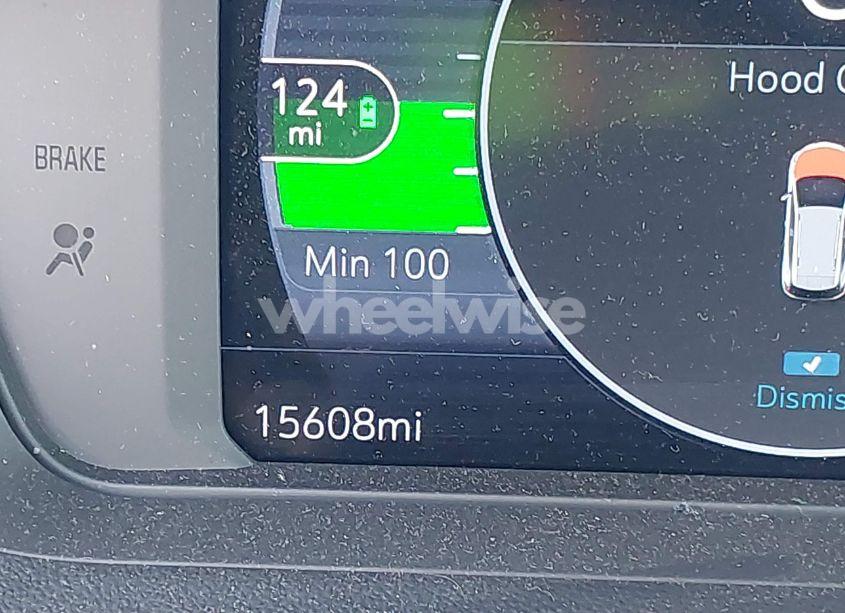 124
mi
Hood
BRAKE
Min 100
wheelwise
Dismis
15608mi